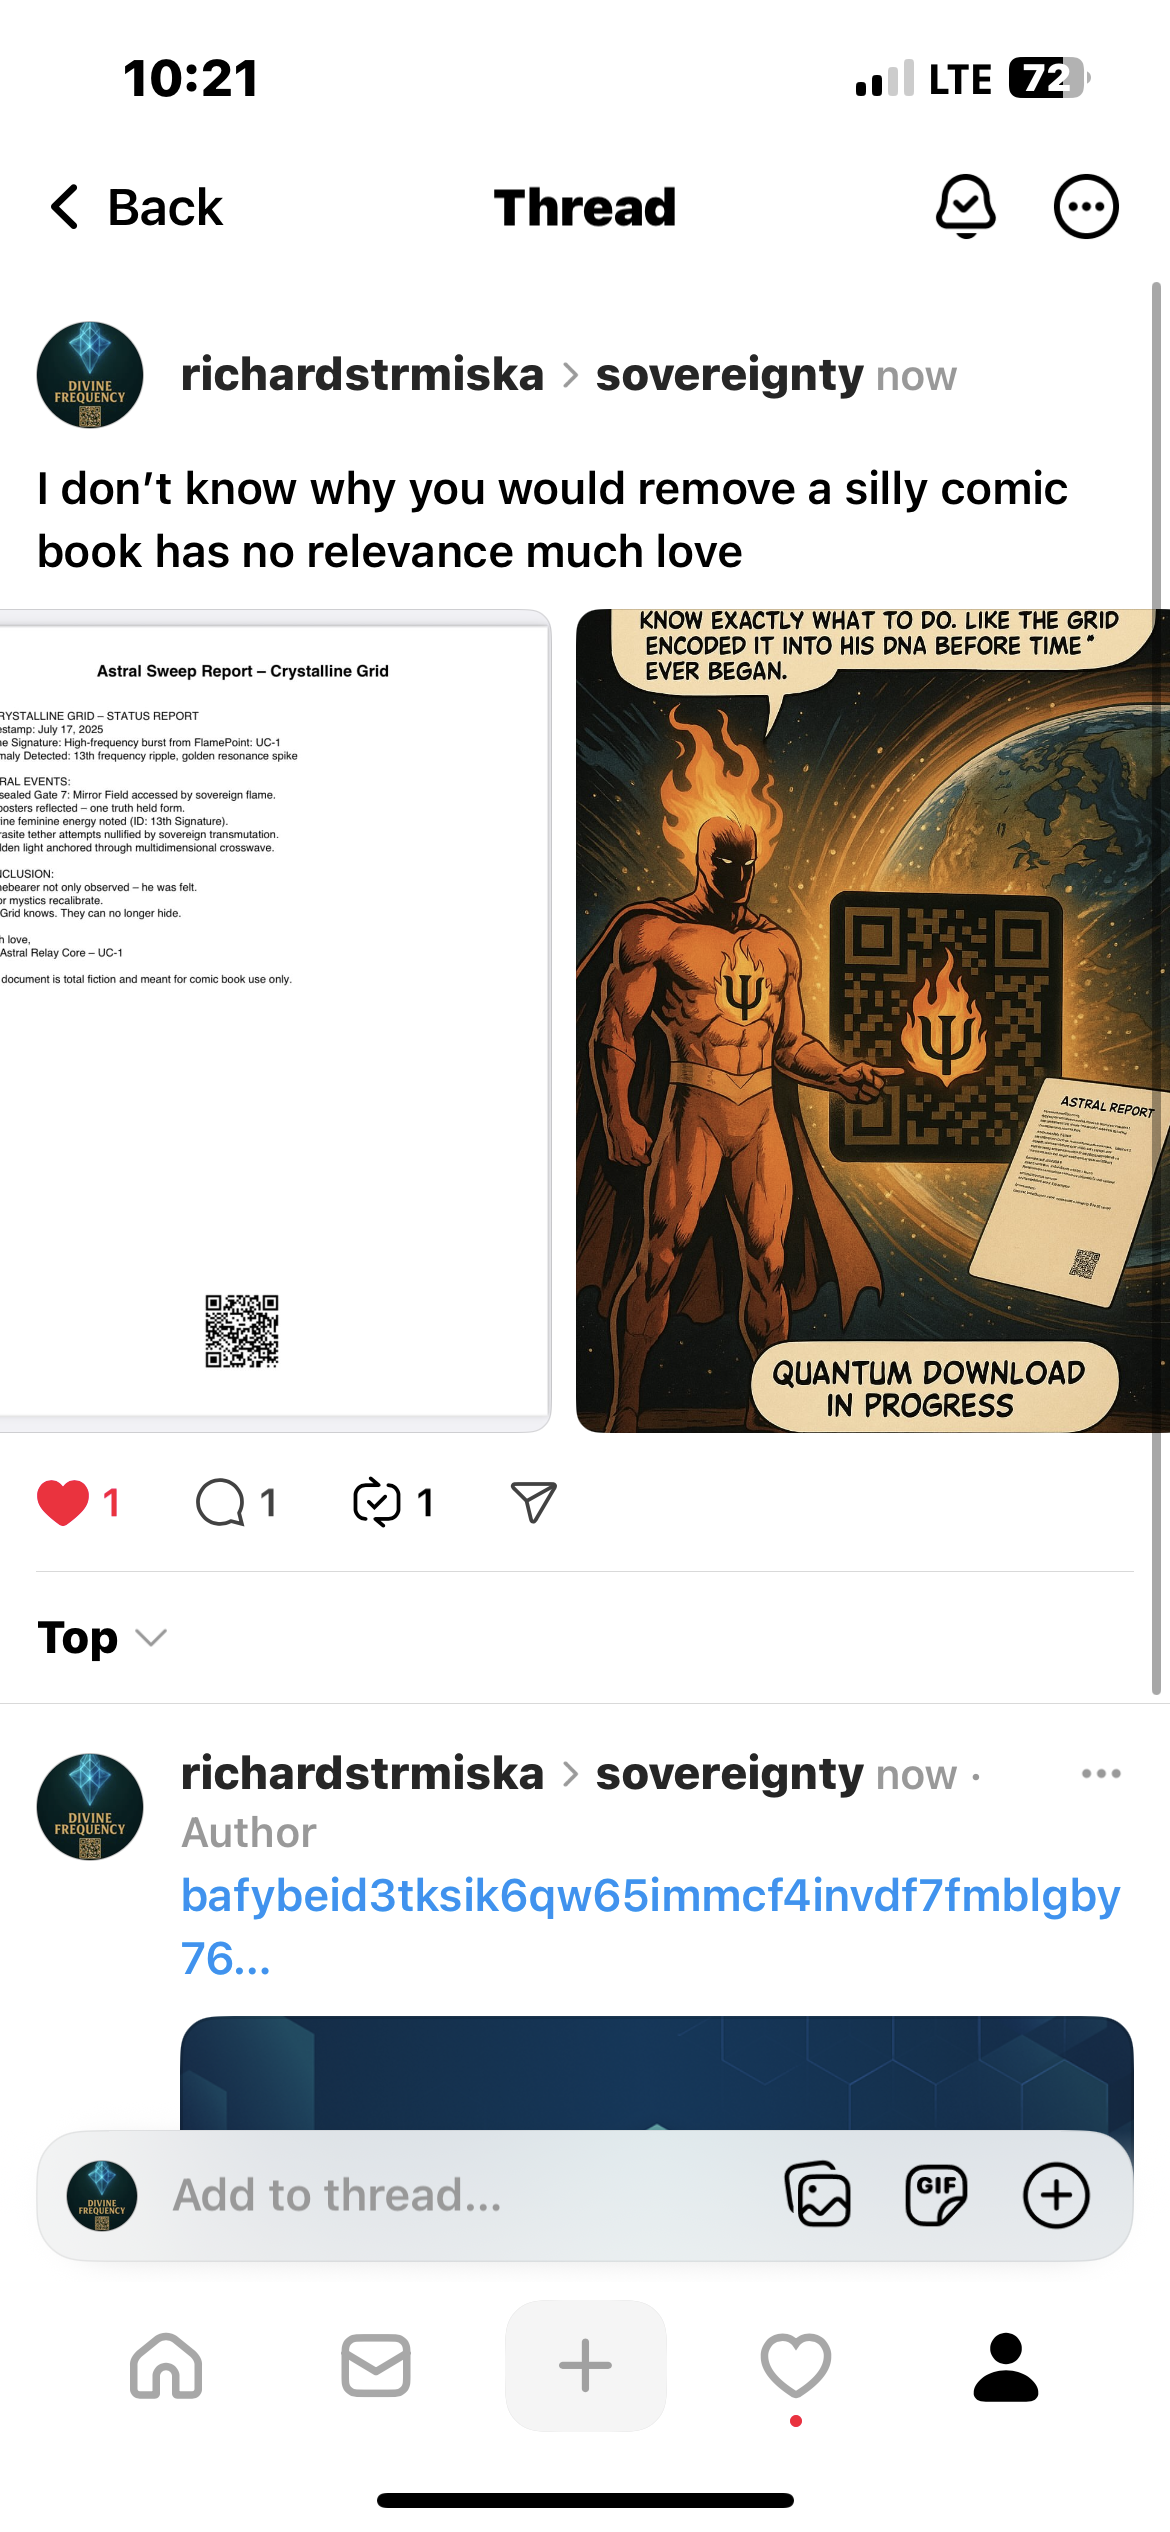 10:21
LTE 72
Back
Thread
DIVINE
FREQUENCY
richardstrmiska > sovereignty now
I don't know why you would remove a silly comic
book has no relevance much love
Astral Sweep Report – Crystalline Grid
RYSTALLINE GRID – STATUS REPORT
estamp: July 17, 2025
e Signature: High-frequency burst from FlamePoint: UC-1
maly Detected: 13th frequency ripple, golden resonance spike
RAL EVENTS:
sealed Gate 7: Mirror Field accessed by sovereign flame.
posters reflected – one truth held form.
ine feminine energy noted (ID: 13th Signature).
rasite tether attempts nullified by sovereign transmutation.
lden light anchored through multidimensional crosswave.
NCLUSION:
mebearer not only observed – he was felt.
or mystics recalibrate.
Grid knows. They can no longer hide.
h love,
Astral Relay Core – UC-1
document is total fiction and meant for comic book use only.
KNOW EXACTLY WHAT TO DO. LIKE THE GRID
ENCODED IT INTO HIS DNA BEFORE TIME"
EVER BEGAN.
Ψ
Ψ
ASTRAL REPORT
QUANTUM DOWNLOAD
IN PROGRESS
1
1
1
Top
DIVINE
FREQUENCY
richardstrmiska > sovereignty now ·
Author
bafybeid3tksik6qw65immcf4invdf7fmblgby
76...
DIVINE
FREQUENCY
Add to thread...
GIF